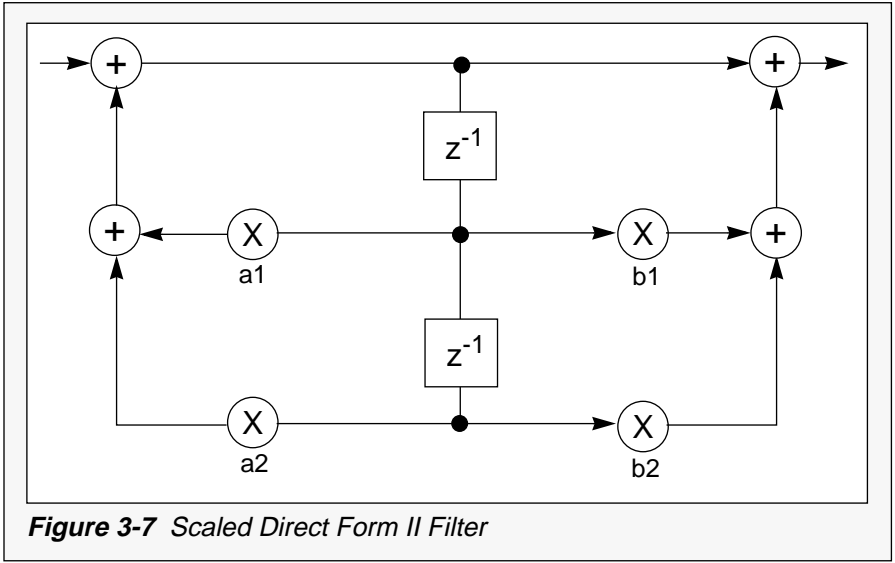 + +
z-1
+ X X +
a1 b1
z-1
X X
a2 b2
Figure 3-7 Scaled Direct Form II Filter